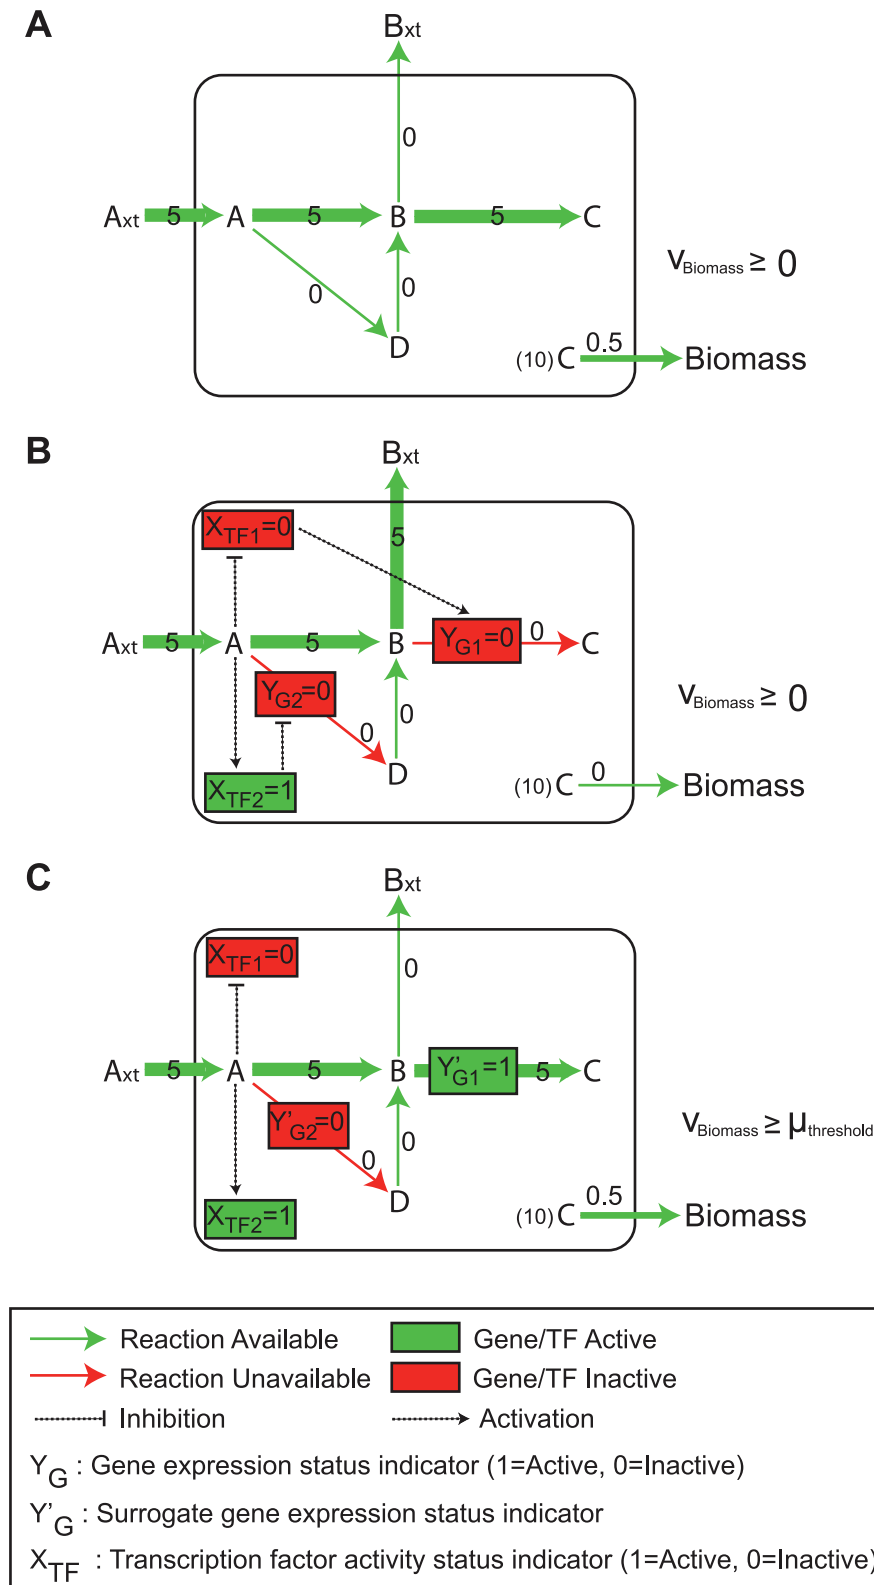 A
Bxt
0
Axt 5 A 5 B 5 C
vBiomass ≥ 0
0 0
D
(10) C 0.5 Biomass
B
Bxt
XTF1=0
5
Axt 5 A 5 B YG1=0 0 C
YG2=0
vBiomass ≥ 0
0 0
D
XTF2=1
(10) C 0 Biomass
C
Bxt
XTF1=0
0
Axt 5 A 5 B Y'G1=1 5 C
Y'G2=0
vBiomass ≥ μthreshold
0 0
D
XTF2=1
(10) C 0.5 Biomass
Reaction Available Gene/TF Active
Reaction Unavailable Gene/TF Inactive
Inhibition Activation
YG : Gene expression status indicator (1=Active, 0=Inactive)
Y'G : Surrogate gene expression status indicator
XTF : Transcription factor activity status indicator (1=Active, 0=Inactive)